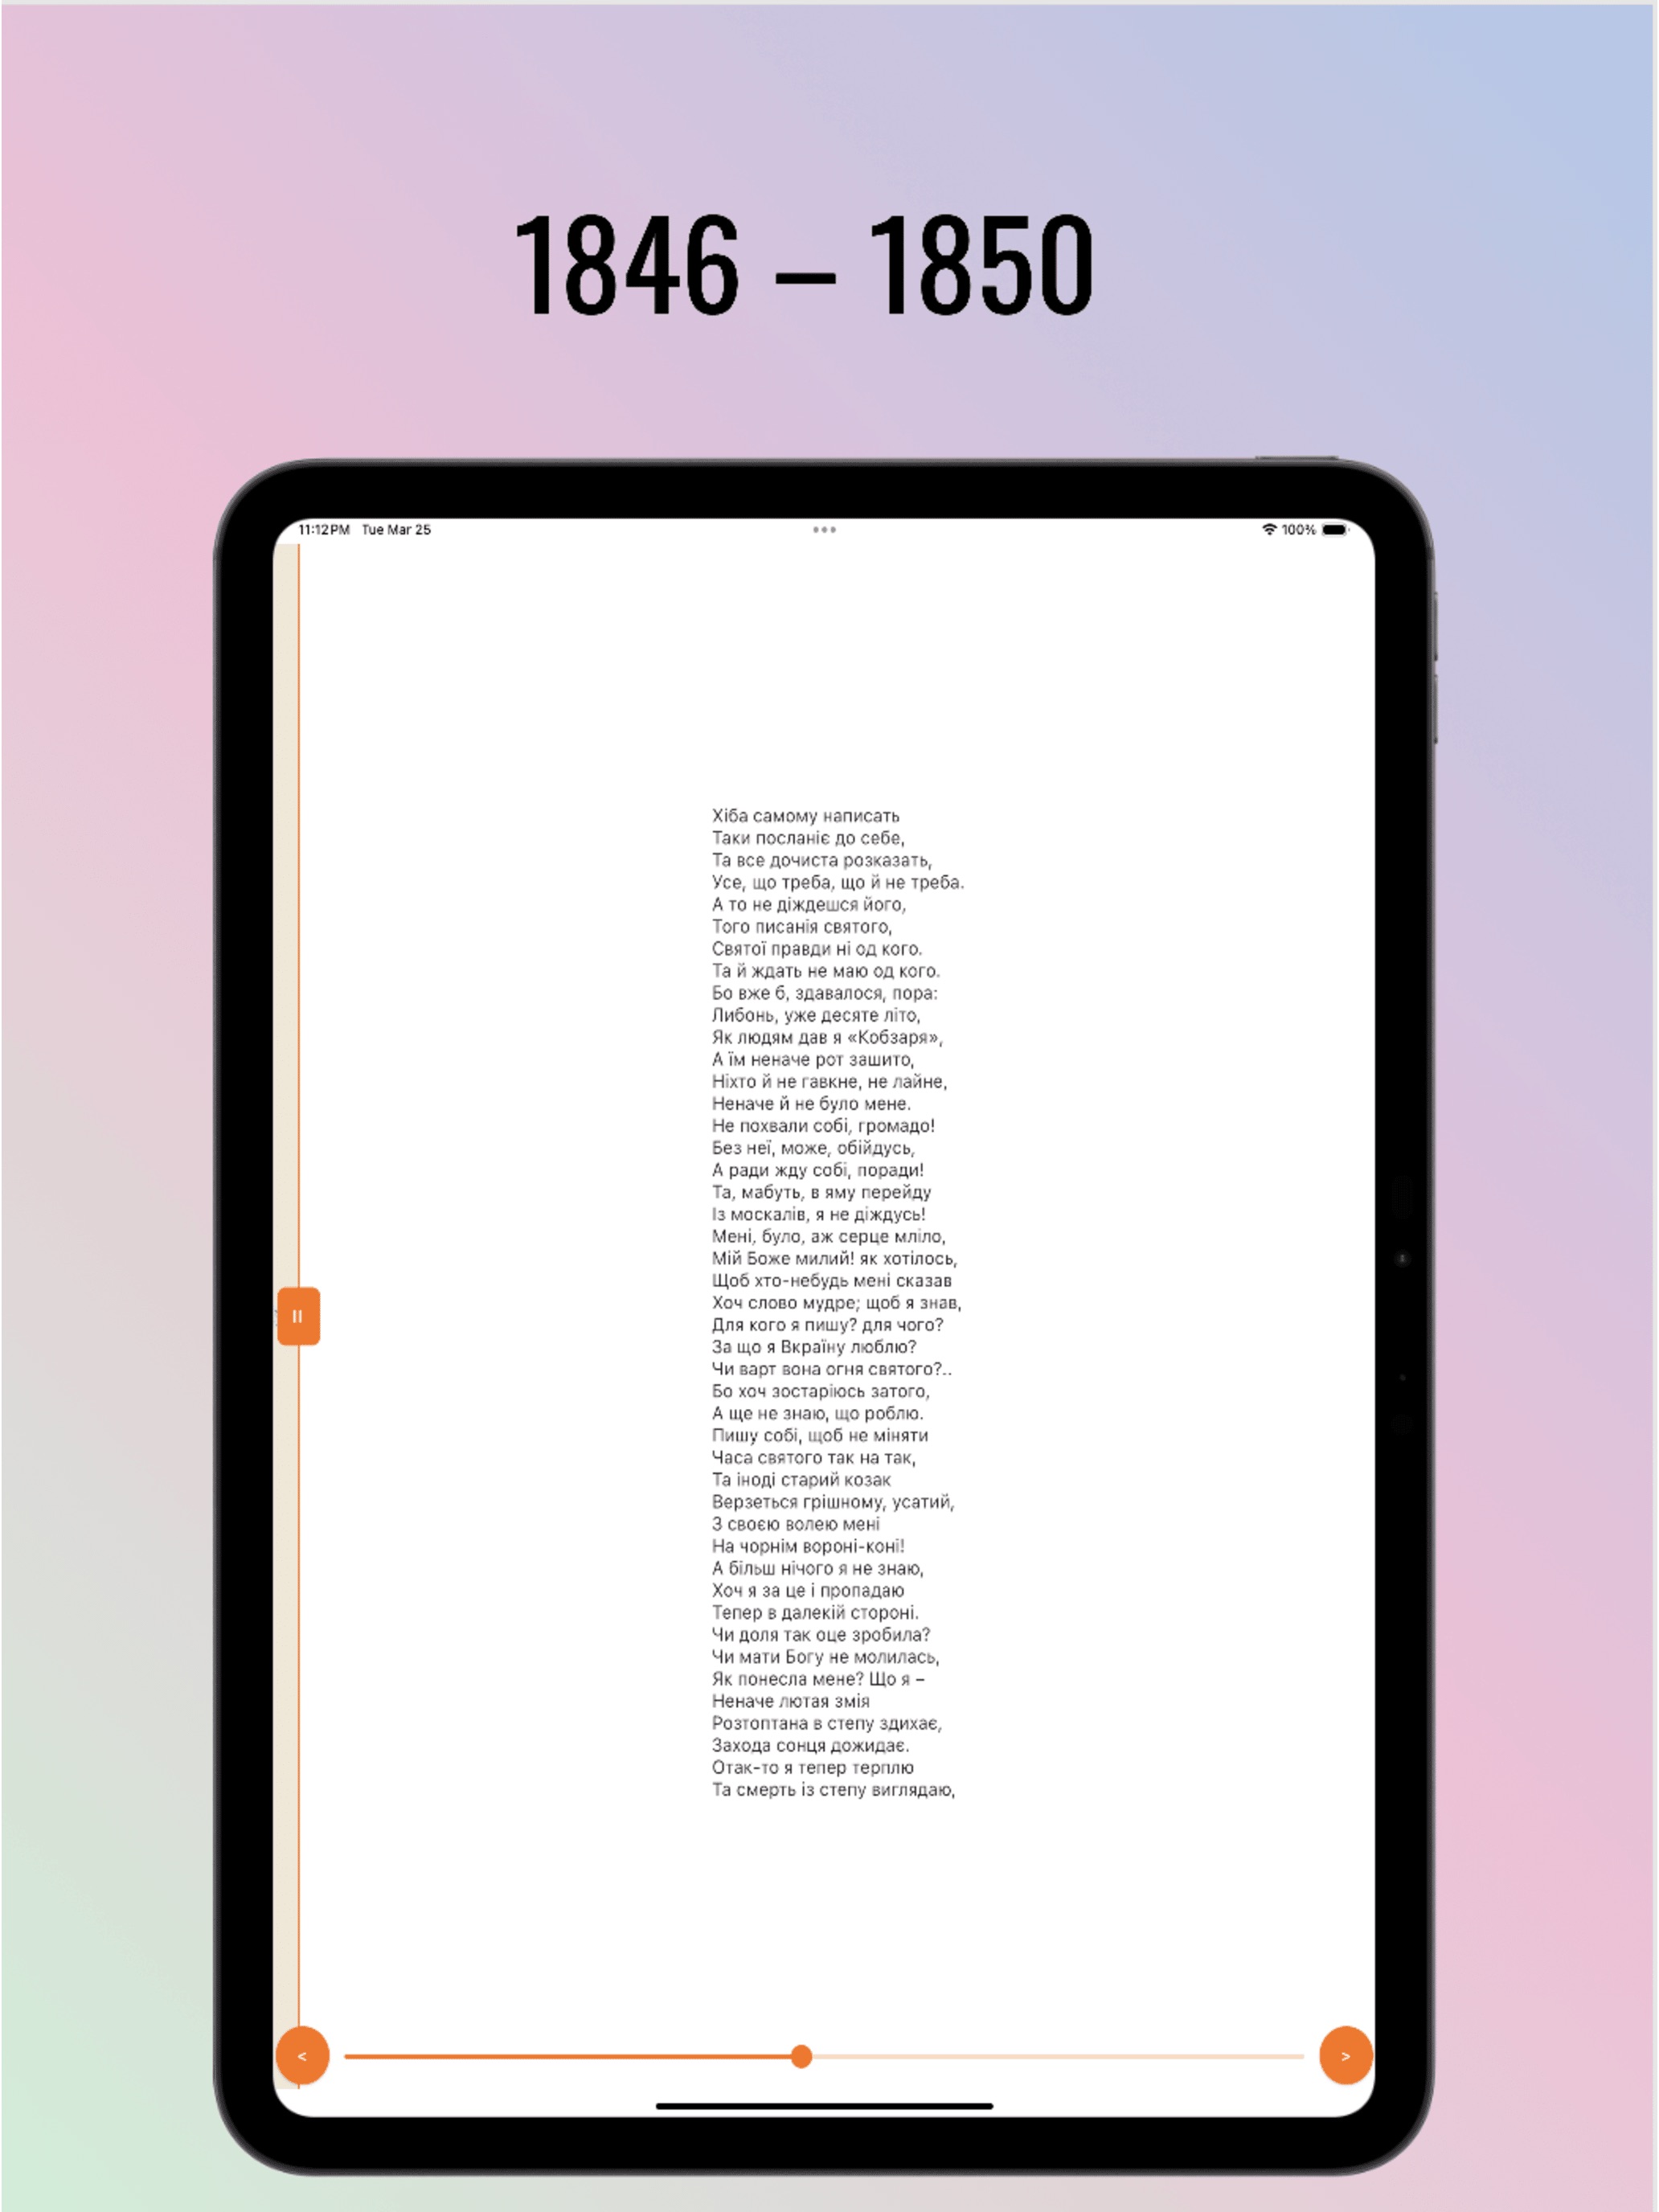 1846 – 1850
11:12 PM Tue Mar 25
100%
Хіба самому написать
Таки посланіє до себе,
Та все дочиста розказать,
Усе, що треба, що й не треба.
А то не діждешся його,
Того писанія святого,
Святої правди ні од кого.
Та й ждать не маю од кого.
Бо вже б, здавалося, пора:
Либонь, уже десяте літо,
Як людям дав я «Кобзаря»,
А їм неначе рот зашито,
Ніхто й не гавкне, не лайне,
Неначе й не було мене.
Не похвали собі, громадо!
Без неї, може, обійдусь,
А ради жду собі, поради!
Та, мабуть, в яму перейду
Із москалів, я не діждусь!
Мені, було, аж серце мліло,
Мій Боже милий! як хотілось,
Щоб хто-небудь мені сказав
Хоч слово мудре; щоб я знав,
Для кого я пишу? для чого?
За що я Вкраїну люблю?
Чи варт вона огня святого?..
Бо хоч зостаріюсь затого,
А ще не знаю, що роблю.
Пишу собі, щоб не міняти
Часа святого так на так,
Та іноді старий козак
Верзеться грішному, усатий,
З своєю волею мені
На чорнім вороні-коні!
А більш нічого я не знаю,
Хоч я за це і пропадаю
Тепер в далекій стороні.
Чи доля так оце зробила?
Чи мати Богу не молилась,
Як понесла мене? Що я –
Неначе лютая змія
Розтоптана в степу здихає,
Захода сонця дожидає.
Отак-то я тепер терплю
Та смерть із степу виглядаю,
< >